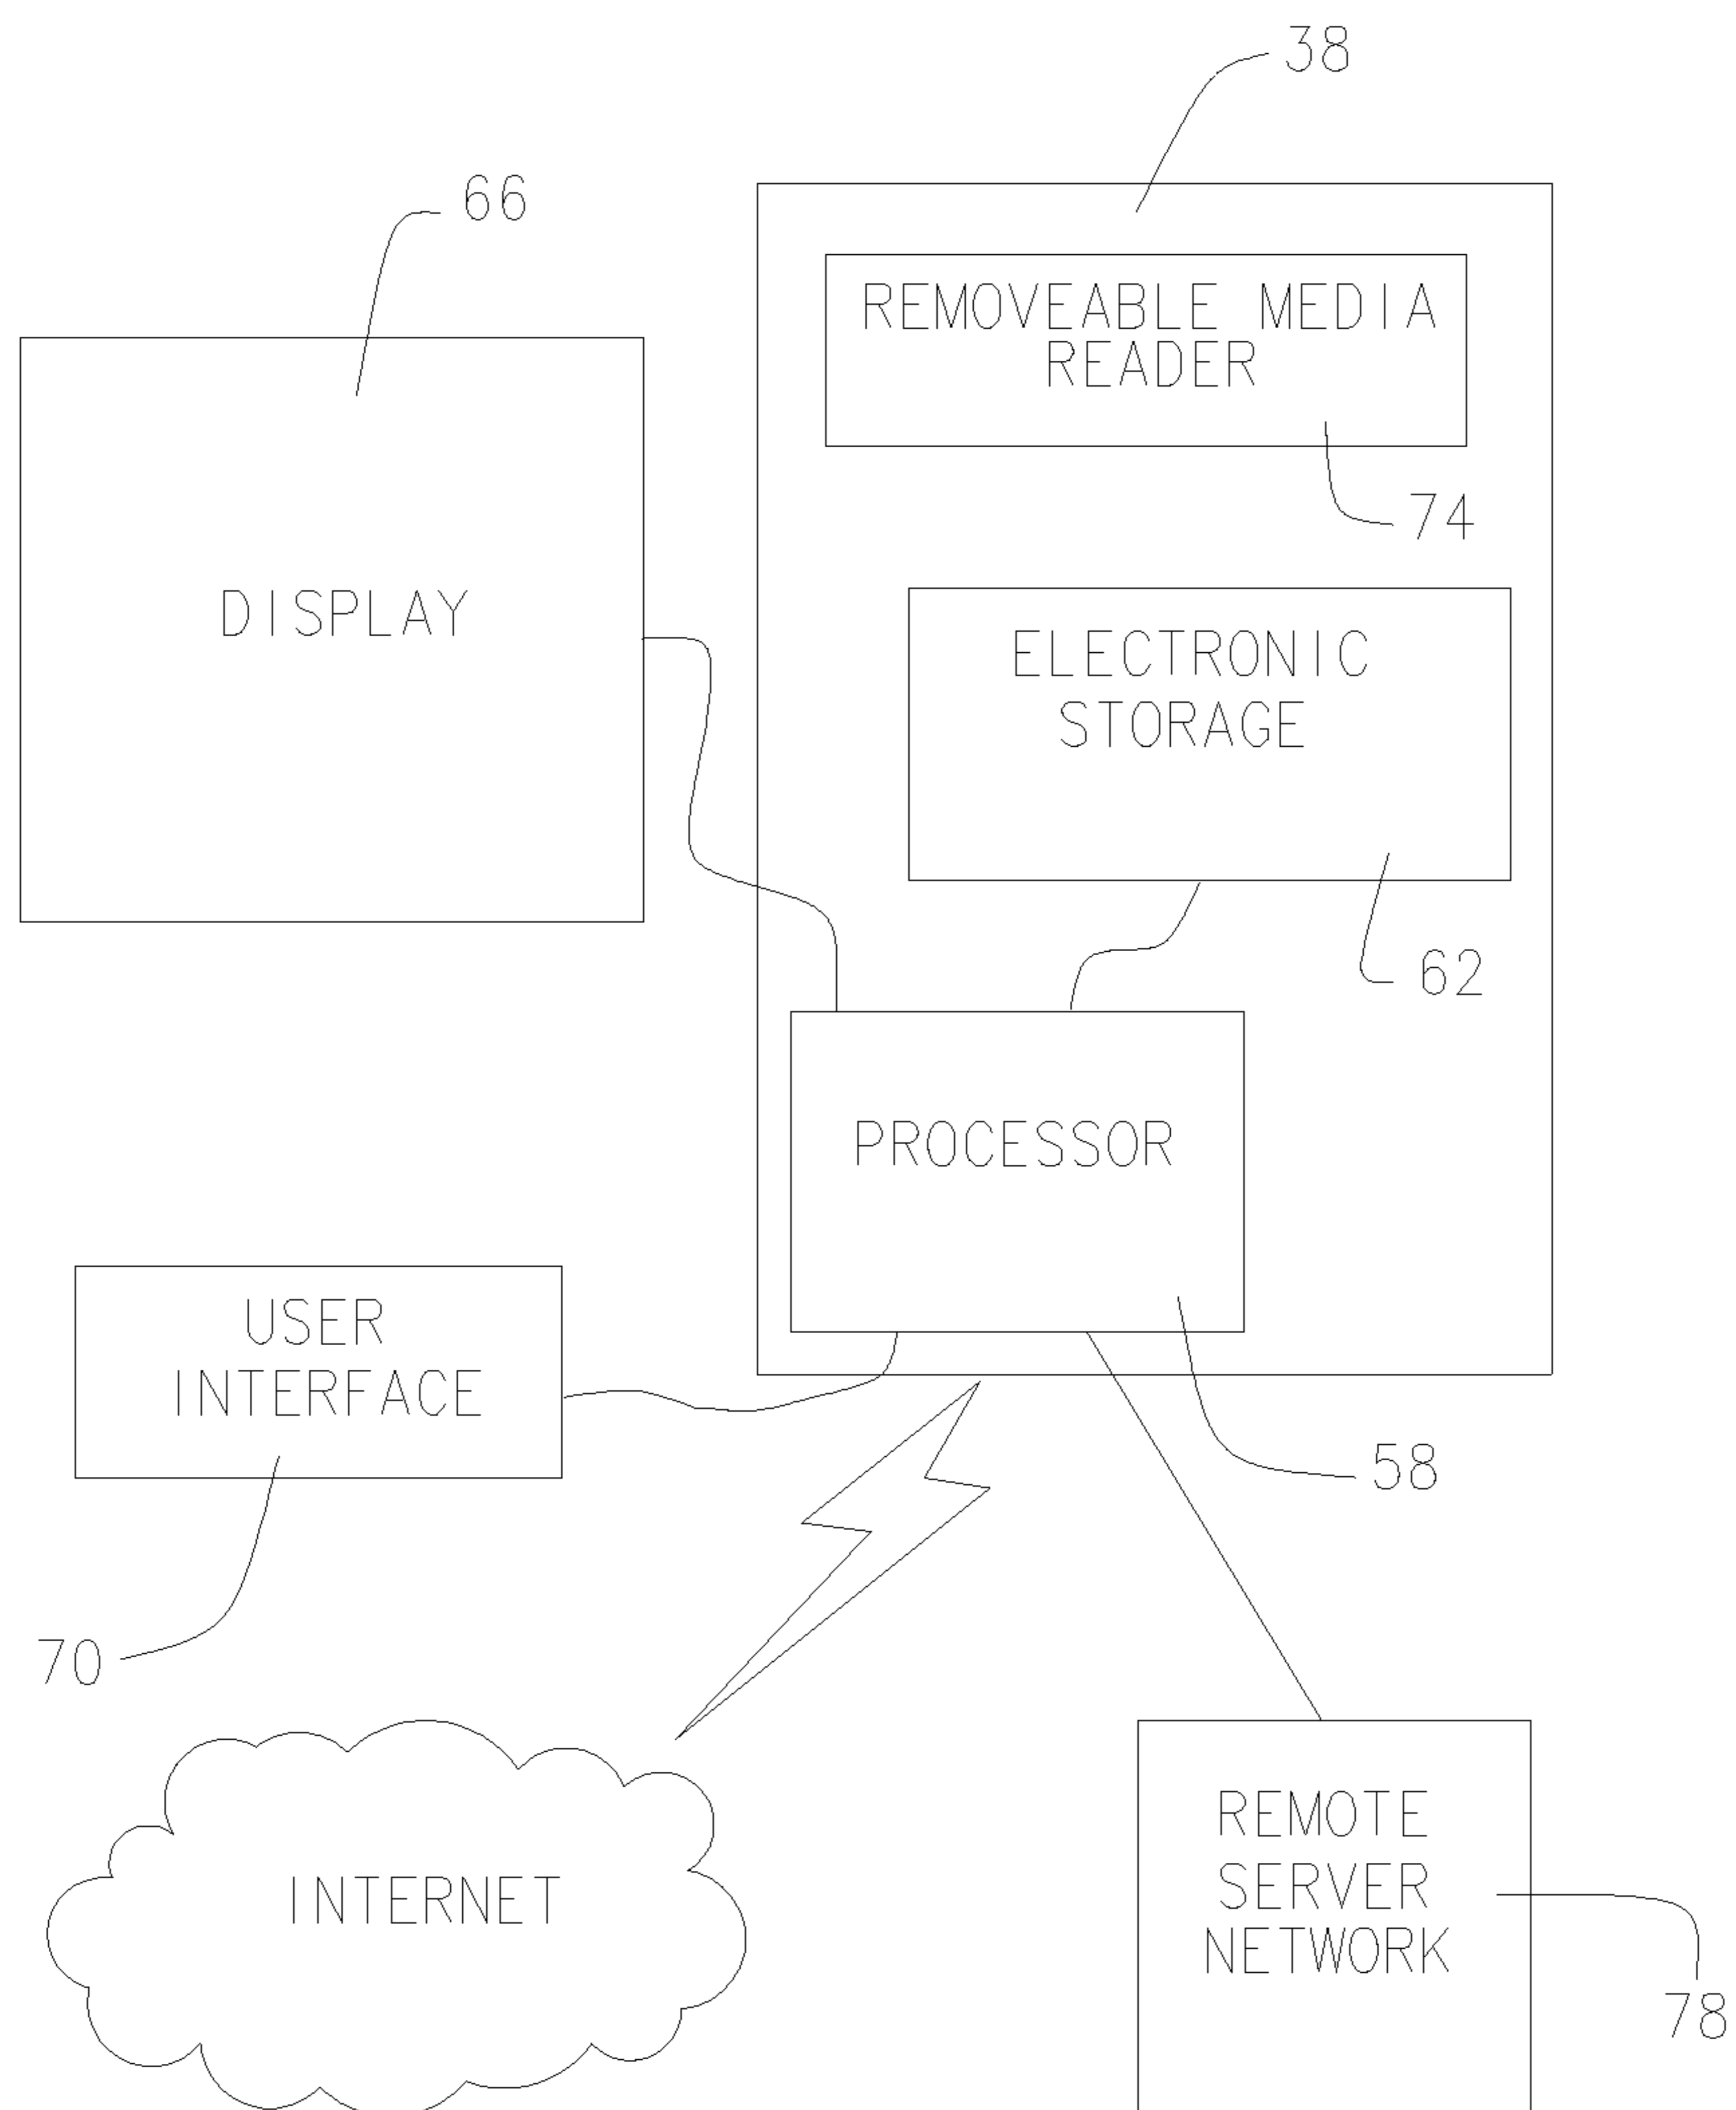 38
66
REMOVEABLE MEDIA
READER
74
DISPLAY
ELECTRONIC
STORAGE
62
PROCESSOR
USER
INTERFACE
58
70
REMOTE
SERVER
NETWORK
INTERNET
78